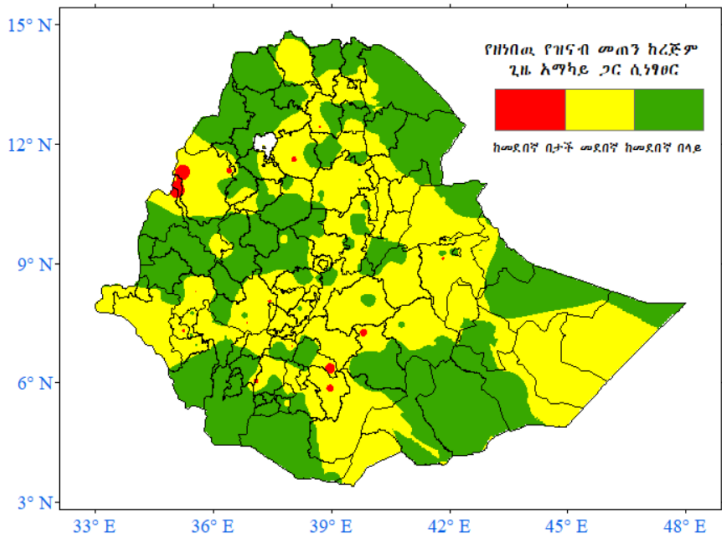 15° N
12° N
9° N
6° N
3° N
የዘነበዉ የዝናብ መጠን ከረጅም
ጊዜ አማካይ ጋር ሲነፃፀር
ከመደበኛ በታች መደበኛ ከመደበኛ በላይ
33° E 36° E 39° E 42° E 45° E 48° E